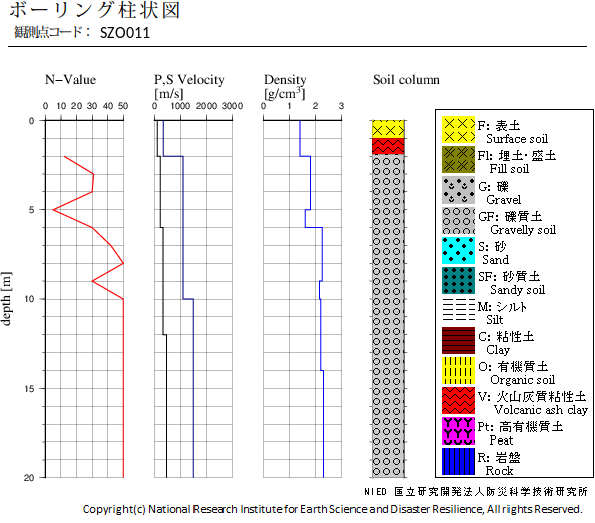 ボーリング柱状図
観測点コード： SZO011
N−Value
P,S Velocity
[m/s]
Density
[g/cm³]
Soil column
0 10 20 30 40 50
0 1000 2000 3000
0 1 2 3
0
5
10
15
20
depth [m]
F: 表土
Surface soil
Fl: 埋土・盛土
Fill soil
G: 礫
Gravel
GF: 礫質土
Gravelly soil
S: 砂
Sand
SF: 砂質土
Sandy soil
M: シルト
Silt
C: 粘性土
Clay
O: 有機質土
Organic soil
V: 火山灰質粘性土
Volcanic ash clay
Pt: 高有機質土
Peat
R: 岩盤
Rock
NIED 国立研究開発法人防災科学技術研究所
Copyright(c) National Research Institute for Earth Science and Disaster Resilience, All rights Reserved.